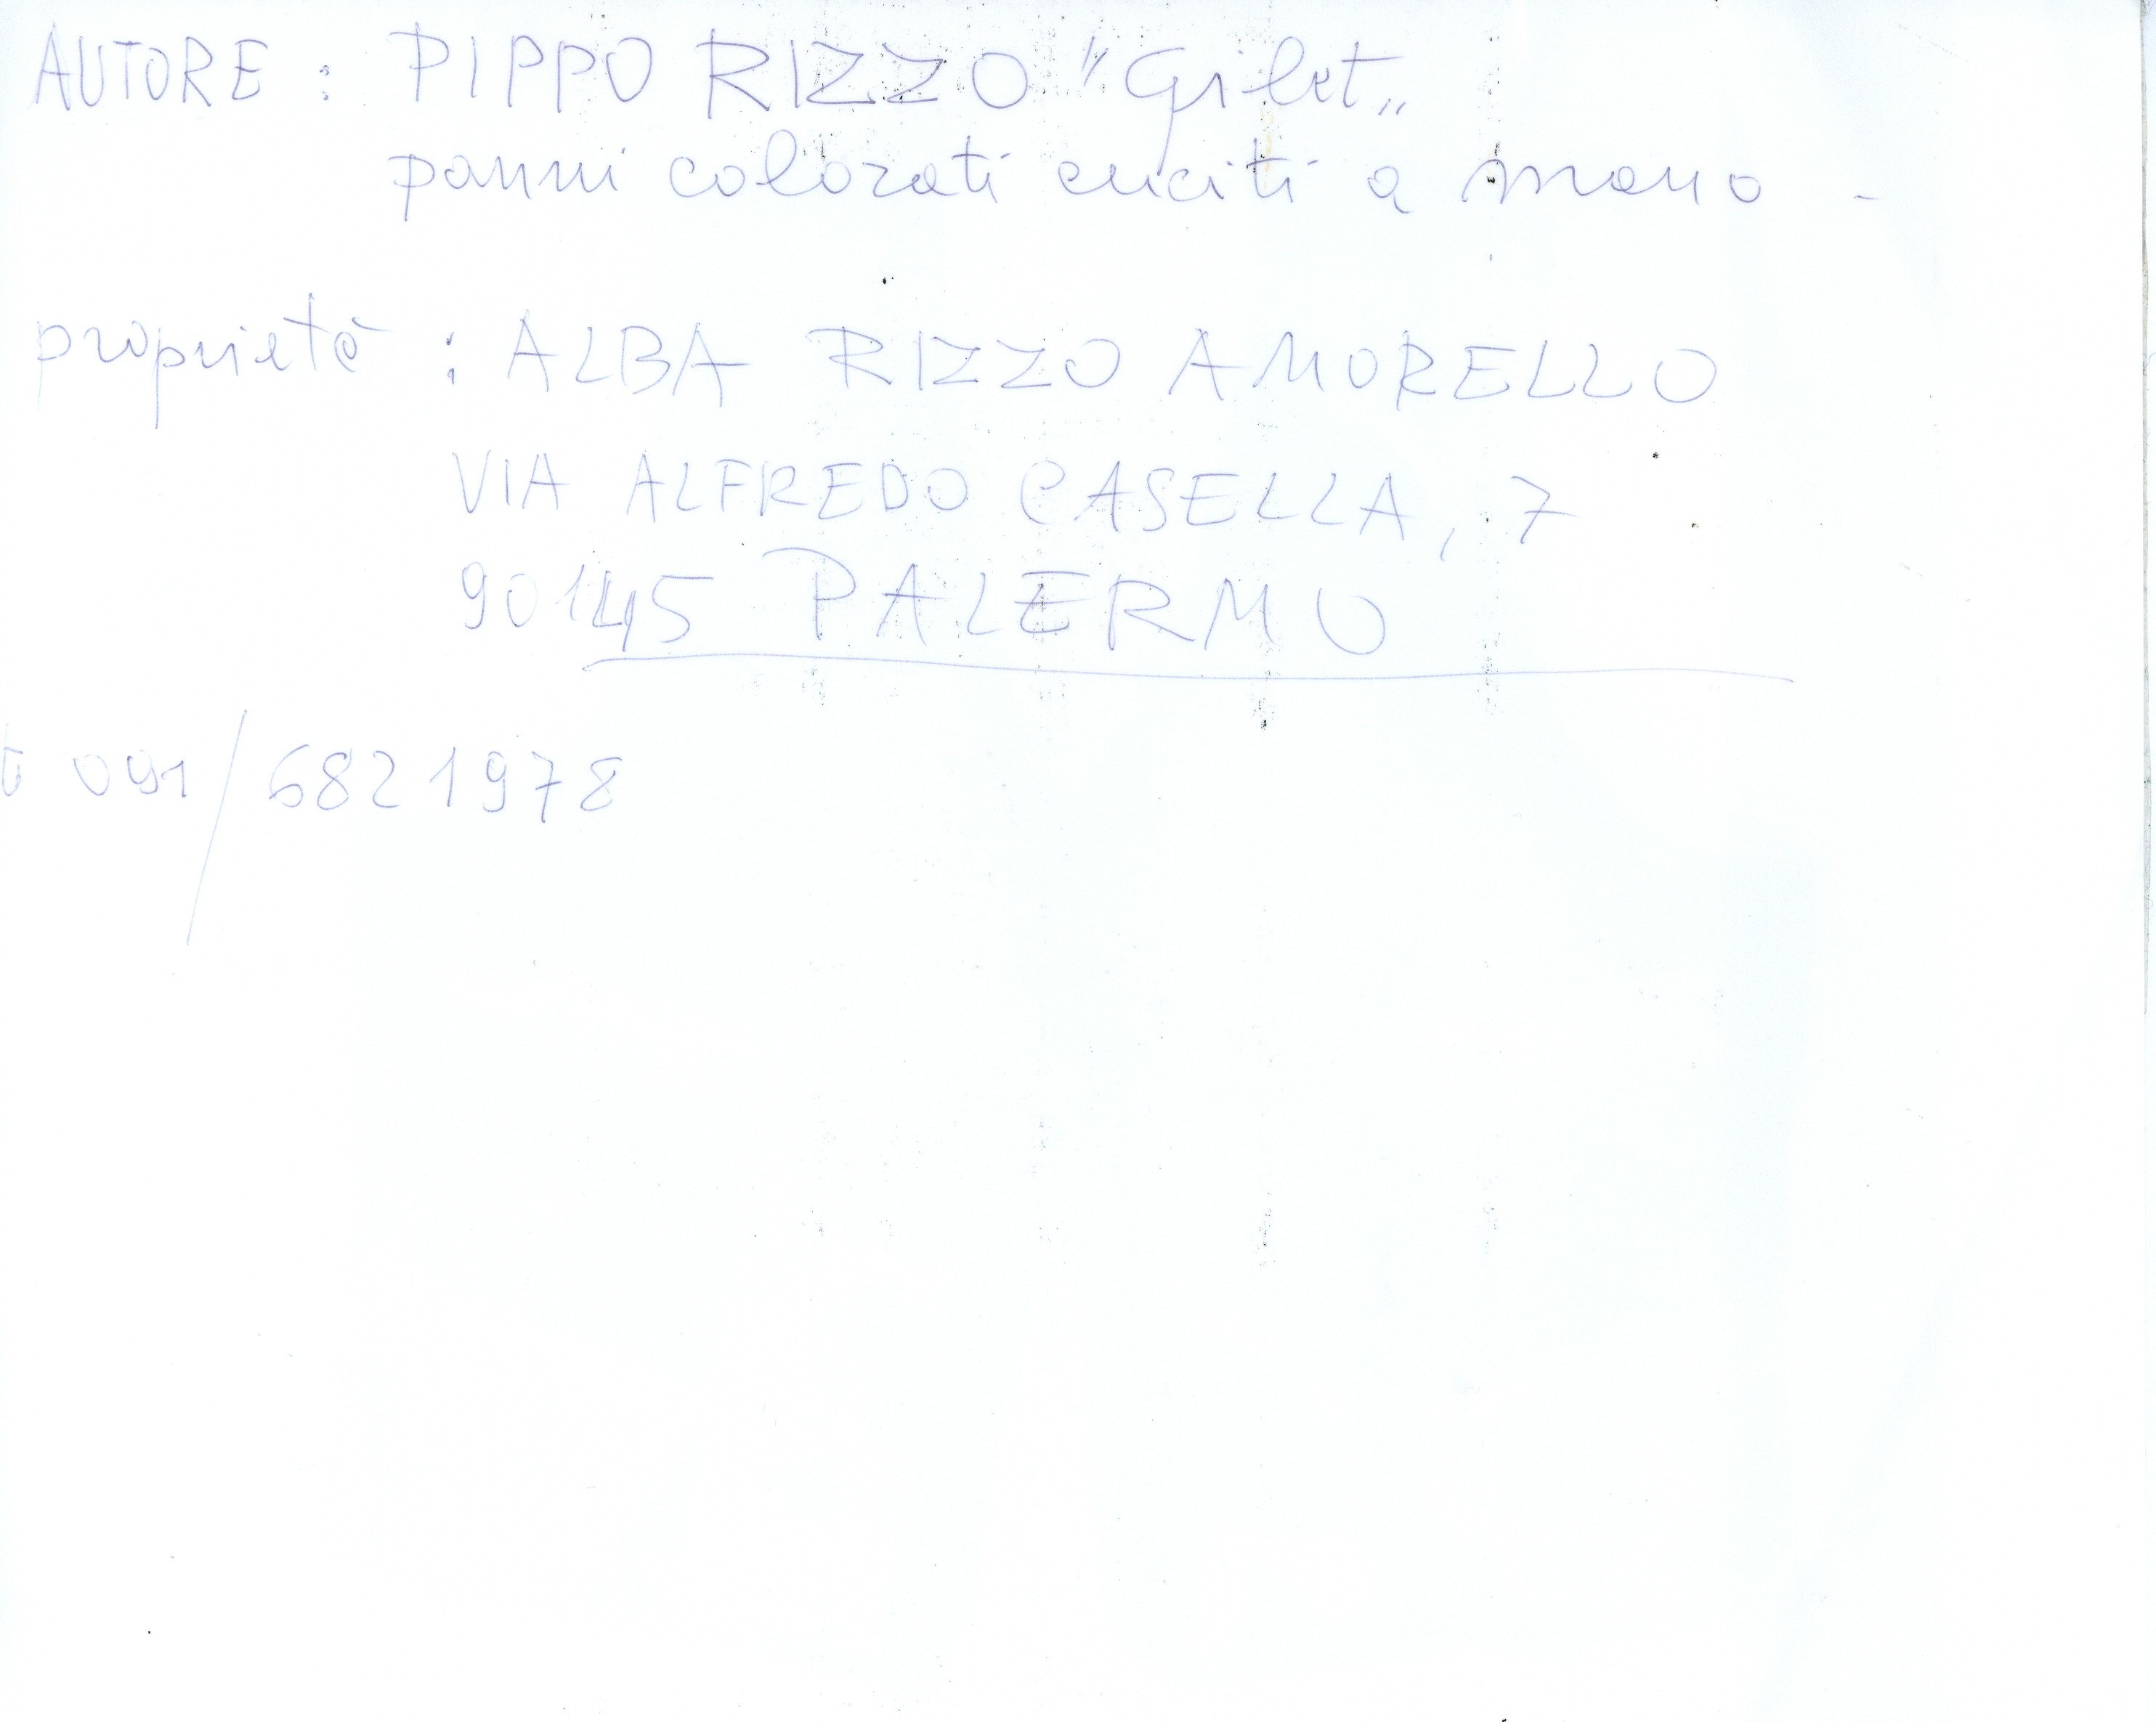 AUTORE : PIPPO RIZZO "Gilet"
panni colorati cuciti a mano -
proprietà : ALBA RIZZO AMORELLO
VIA ALFREDO CASELLA, 7
90145 PALERMO
t 091/6821978